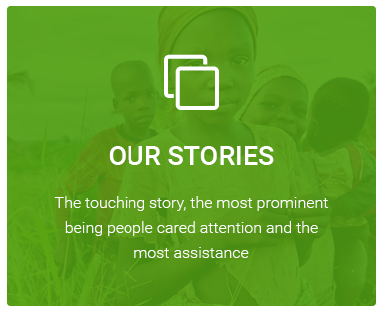 OUR STORIES
The touching story, the most prominent
being people cared attention and the
most assistance